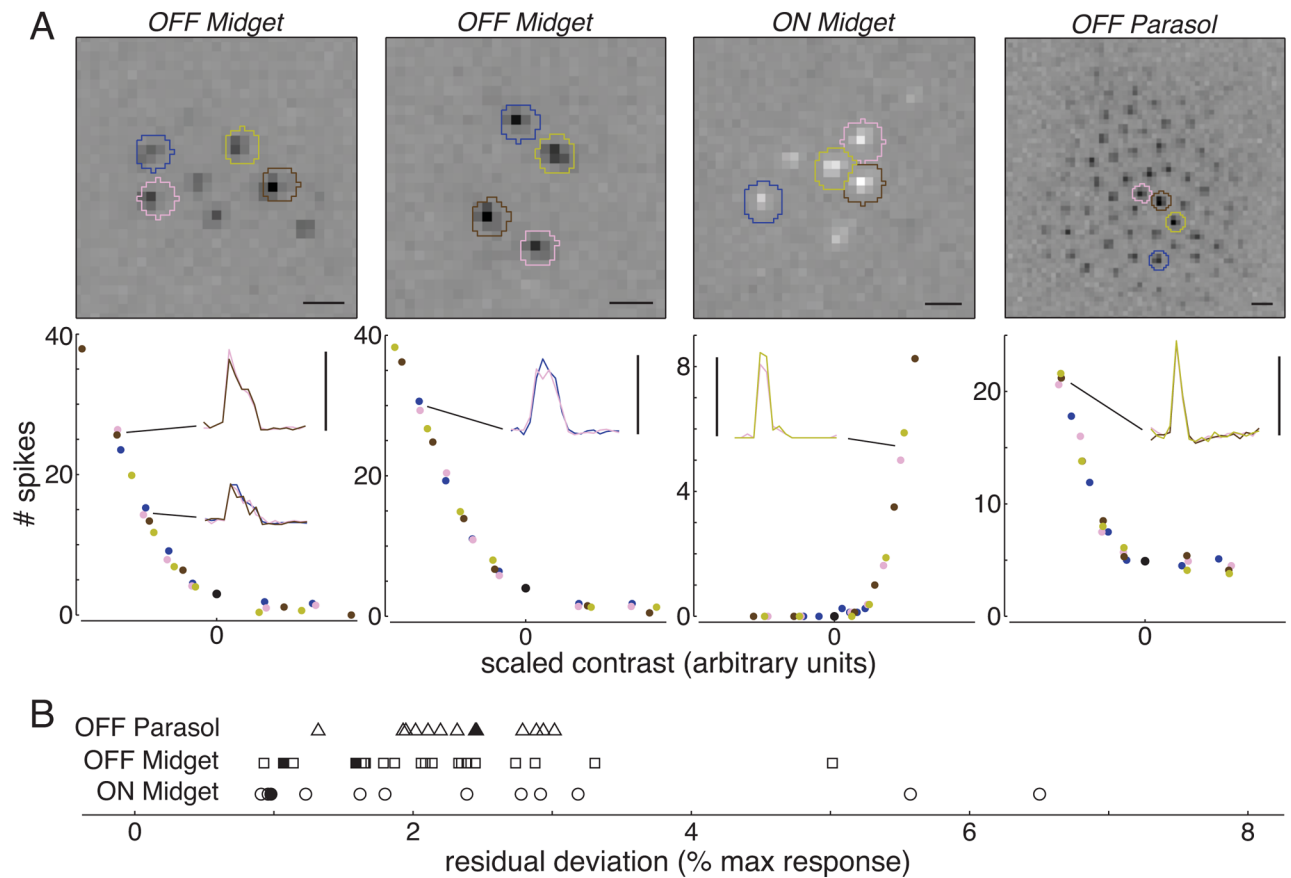 A
OFF Midget
OFF Midget
ON Midget
OFF Parasol
# spikes
40
20
0
0
40
20
0
0
8
4
0
0
20
10
0
0
scaled contrast (arbitrary units)
B
OFF Parasol
OFF Midget
ON Midget
0 2 4 6 8
residual deviation (% max response)